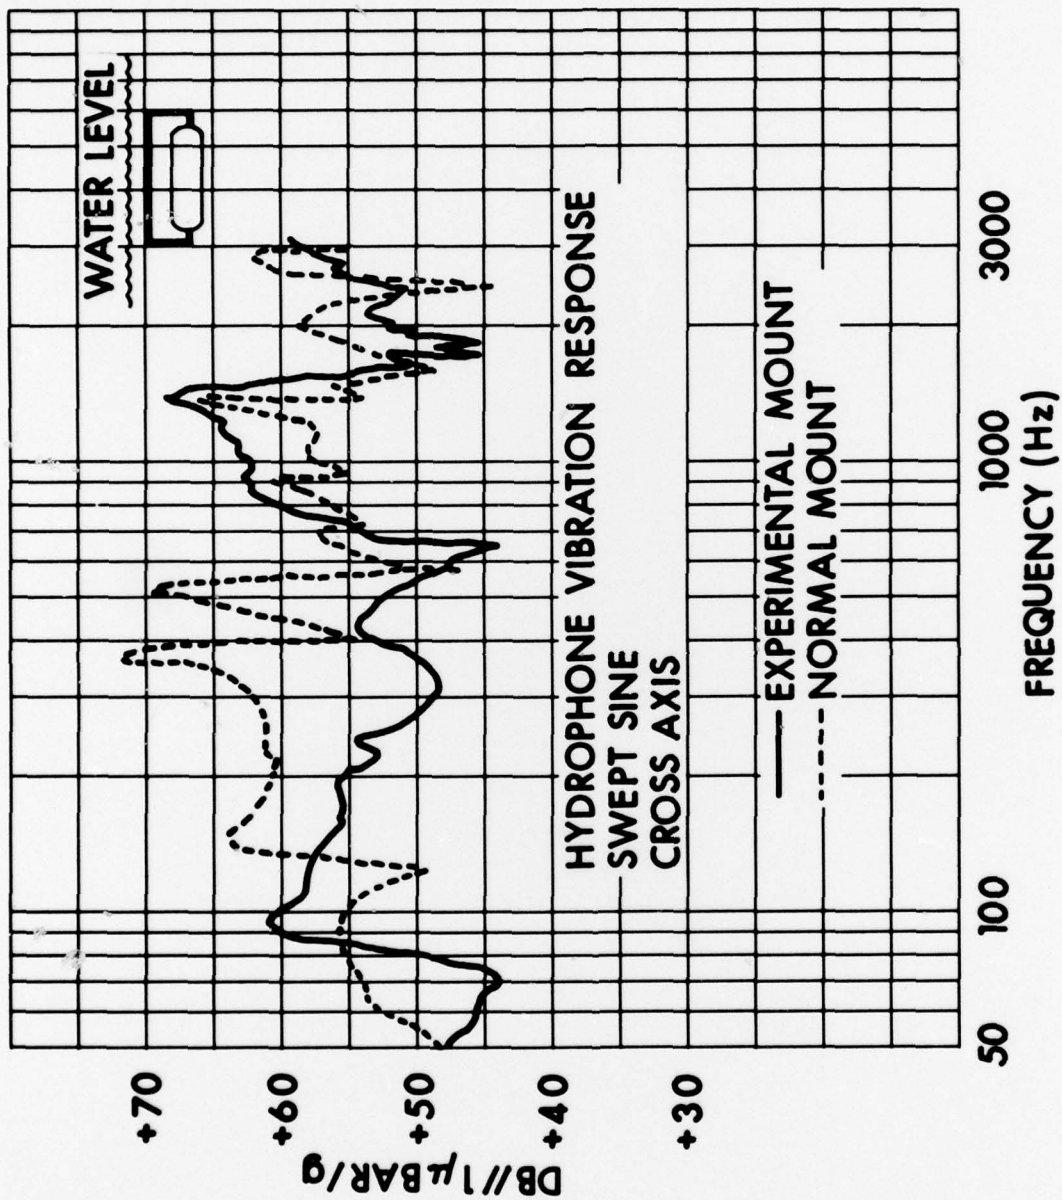 WATER LEVEL
+70
+60
+50
+40
+30
DB//1μBAR/g
HYDROPHONE VIBRATION RESPONSE
SWEPT SINE
CROSS AXIS
EXPERIMENTAL MOUNT
NORMAL MOUNT
50
100
1000
3000
FREQUENCY (Hz)